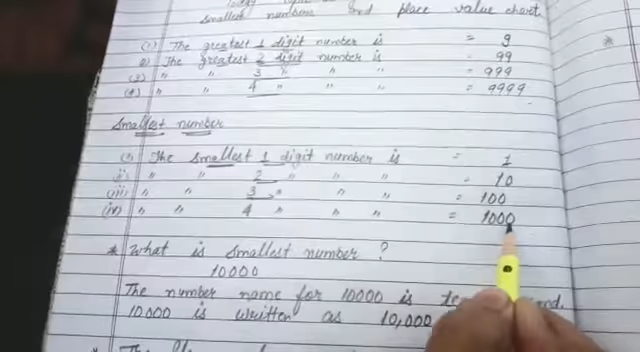 smallest numbers and place value chart
(1) The greatest 1 digit number is = 9
(2) The greatest 2 digit number is = 99
(3) " " 3 " " " = 999
(4) " " 4 " " " = 9999
Smallest number
(i) The smallest 1 digit number is = 1
(ii) " " 2 " " " = 10
(iii) " " 3 " " " = 100
(iv) " " 4 " " " = 1000
* What is smallest number ?
10000
The number name for 10000 is
10000 is written as 10,000